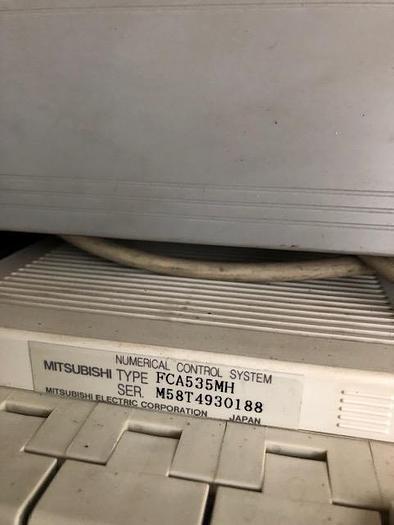 NUMERICAL CONTROL SYSTEM
MITSUBISHI TYPE FCA535MH
SER. M58T4930188
MITSUBISHI ELECTRIC CORPORATION JAPAN